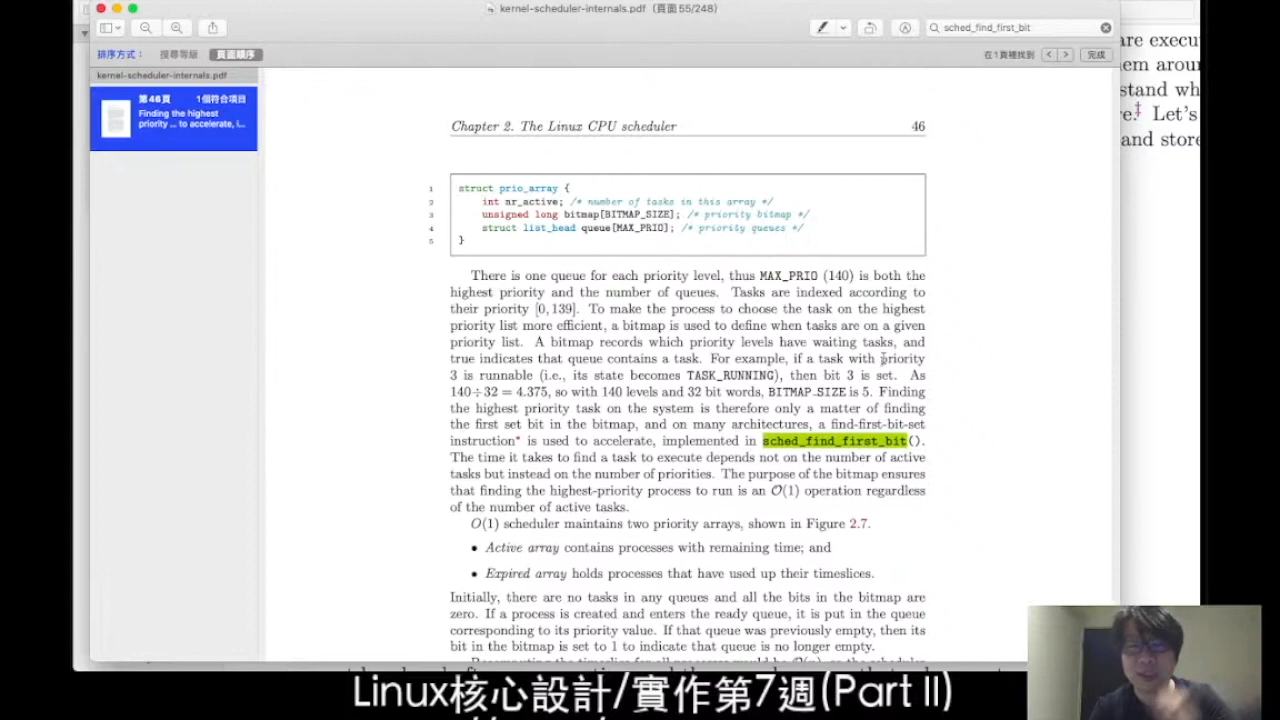 kernel-scheduler-internals.pdf（頁面 55/248）
sched_find_first_bit
排序方式： 搜尋等級 頁面順序
在1頁裡找到 < > 完成
kernel-scheduler-internals.pdf
第46頁 1個符合項目
Finding the highest
priority ... to accelerate, i...
Chapter 2. The Linux CPU scheduler 46
1 struct prio_array {
2 int nr_active; /* number of tasks in this array */
3 unsigned long bitmap[BITMAP_SIZE]; /* priority bitmap */
4 struct list_head queue[MAX_PRIO]; /* priority queues */
5 }
There is one queue for each priority level, thus MAX_PRIO (140) is both the
highest priority and the number of queues. Tasks are indexed according to
their priority [0, 139]. To make the process to choose the task on the highest
priority list more efficient, a bitmap is used to define when tasks are on a given
priority list. A bitmap records which priority levels have waiting tasks, and
true indicates that queue contains a task. For example, if a task with priority
3 is runnable (i.e., its state becomes TASK_RUNNING), then bit 3 is set. As
140÷32 = 4.375, so with 140 levels and 32 bit words, BITMAP_SIZE is 5. Finding
the highest priority task on the system is therefore only a matter of finding
the first set bit in the bitmap, and on many architectures, a find-first-bit-set
instruction* is used to accelerate, implemented in sched_find_first_bit().
The time it takes to find a task to execute depends not on the number of active
tasks but instead on the number of priorities. The purpose of the bitmap ensures
that finding the highest-priority process to run is an O(1) operation regardless
of the number of active tasks.
O(1) scheduler maintains two priority arrays, shown in Figure 2.7.
• Active array contains processes with remaining time; and
• Expired array holds processes that have used up their timeslices.
Initially, there are no tasks in any queues and all the bits in the bitmap are
zero. If a process is created and enters the ready queue, it is put in the queue
corresponding to its priority value. If that queue was previously empty, then its
bit in the bitmap is set to 1 to indicate that queue is no longer empty.
are execu
em arou
stand wh
re.‡ Let's
and store
Linux核心設計/實作第7週(Part II)